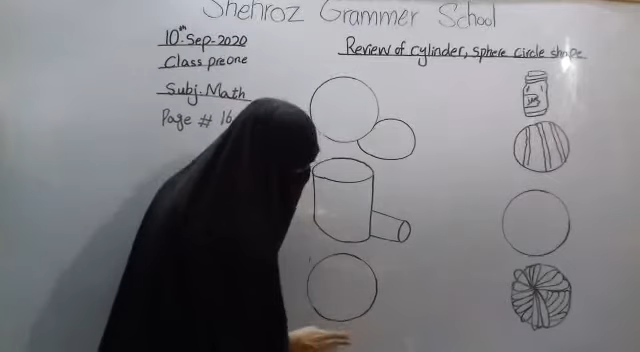 Shehroz Grammer School
10th Sep-2020
Class preone
Subj. Math
Page # 16
Review of cylinder, sphere circle shape